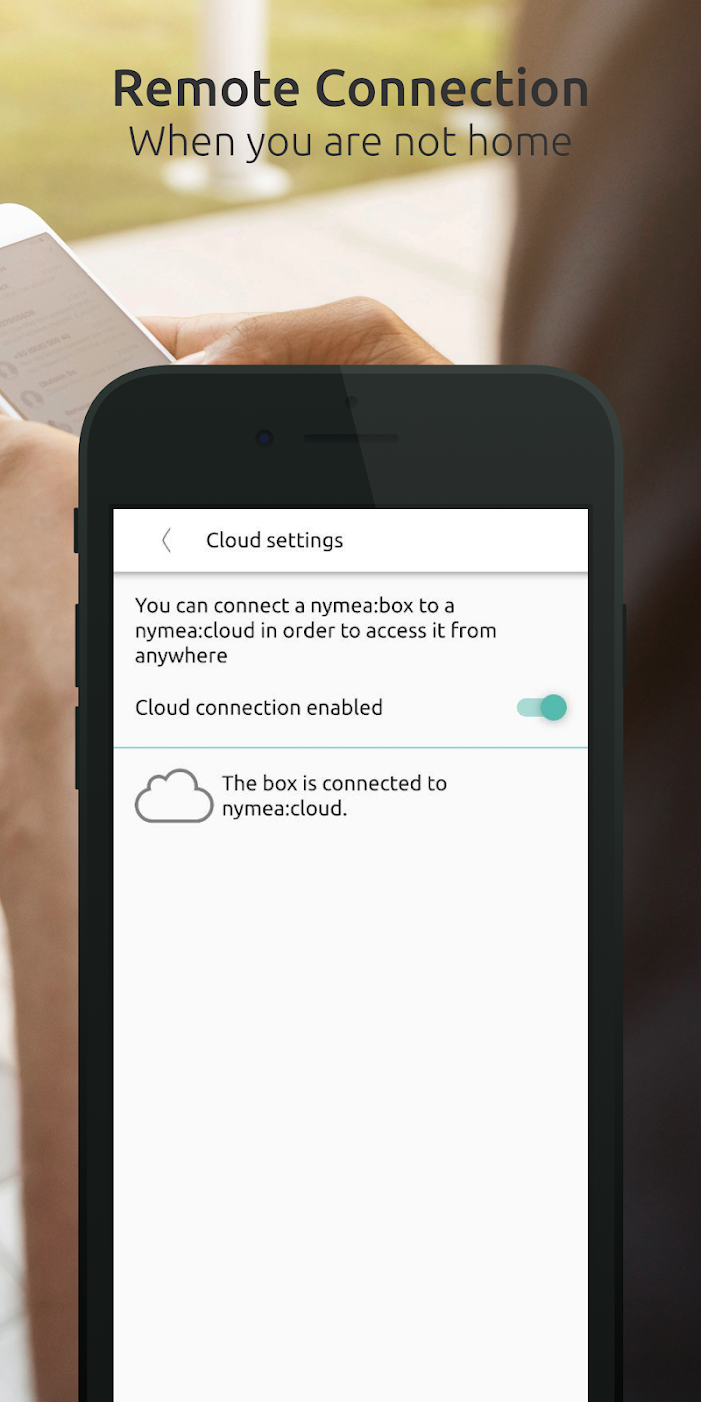 Remote Connection
When you are not home
Cloud settings
You can connect a nymea:box to a
nymea:cloud in order to access it from
anywhere
Cloud connection enabled
The box is connected to
nymea:cloud.